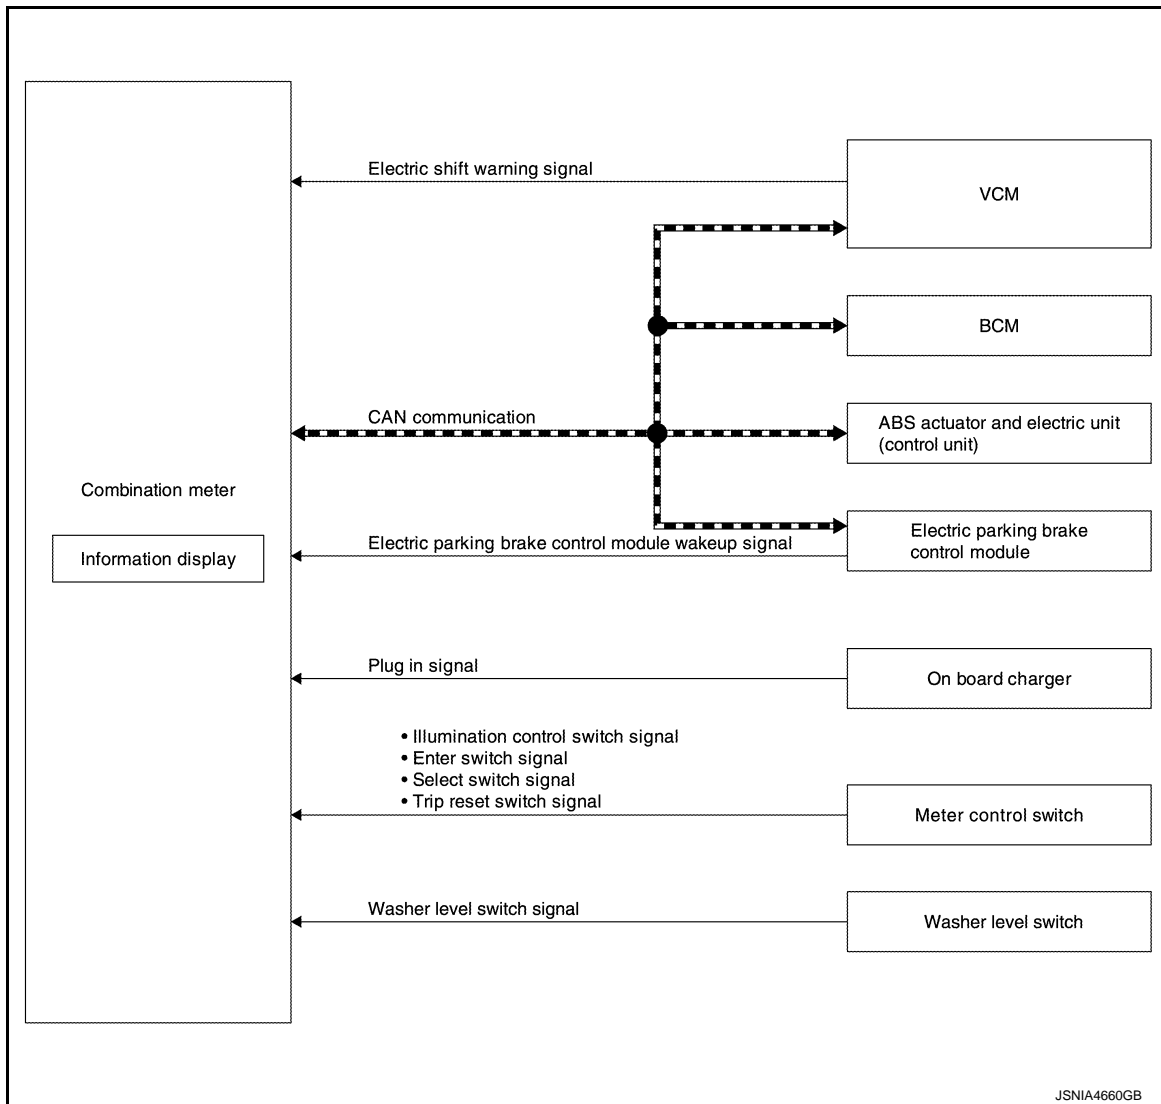 Electric shift warning signal
VCM
BCM
CAN communication
ABS actuator and electric unit
(control unit)
Combination meter
Information display
Electric parking brake control module wakeup signal
Electric parking brake
control module
Plug in signal
On board charger
• Illumination control switch signal
• Enter switch signal
• Select switch signal
• Trip reset switch signal
Meter control switch
Washer level switch signal
Washer level switch
JSNIA4660GB